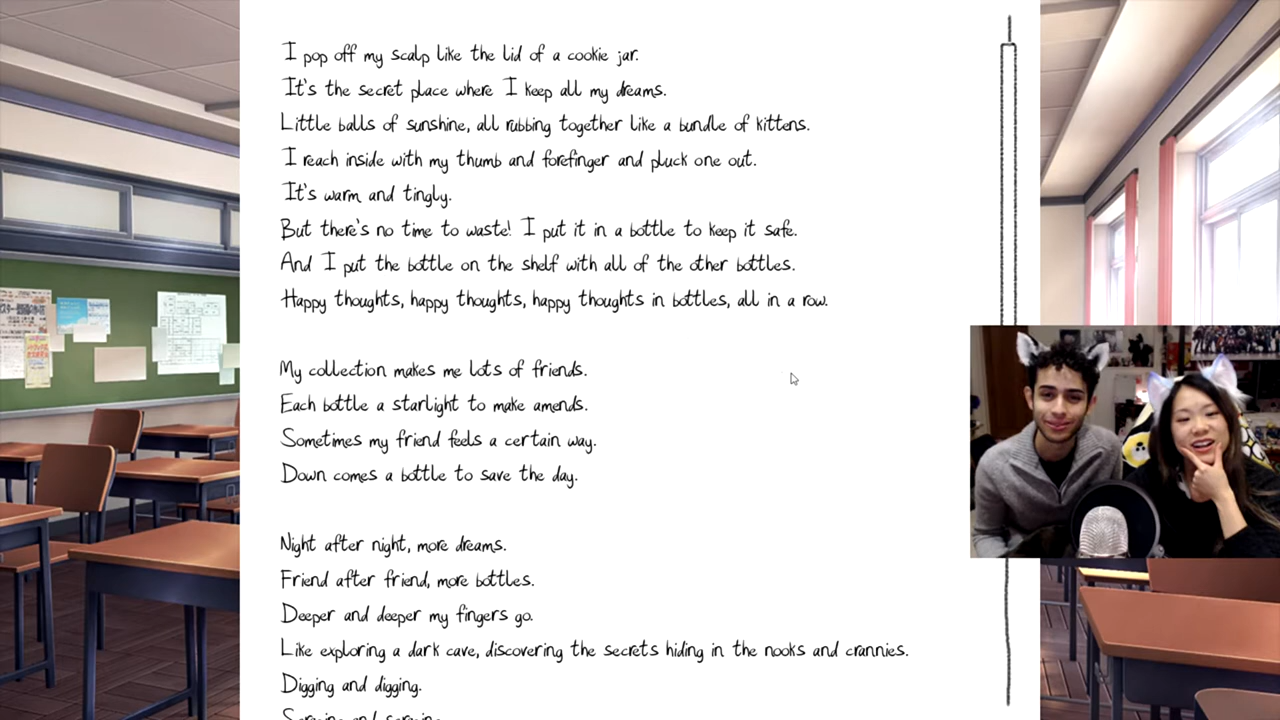 I pop off my scalp like the lid of a cookie jar.
It's the secret place where I keep all my dreams.
Little balls of sunshine, all rubbing together like a bundle of kittens.
I reach inside with my thumb and forefinger and pluck one out.
It's warm and tingly.
But there's no time to waste! I put it in a bottle to keep it safe.
And I put the bottle on the shelf with all of the other bottles.
Happy thoughts, happy thoughts, happy thoughts in bottles, all in a row.
My collection makes me lots of friends.
Each bottle a starlight to make amends.
Sometimes my friend feels a certain way.
Down comes a bottle to save the day.
Night after night, more dreams.
Friend after friend, more bottles.
Deeper and deeper my fingers go.
Like exploring a dark cave, discovering the secrets hiding in the nooks and crannies.
Digging and digging.